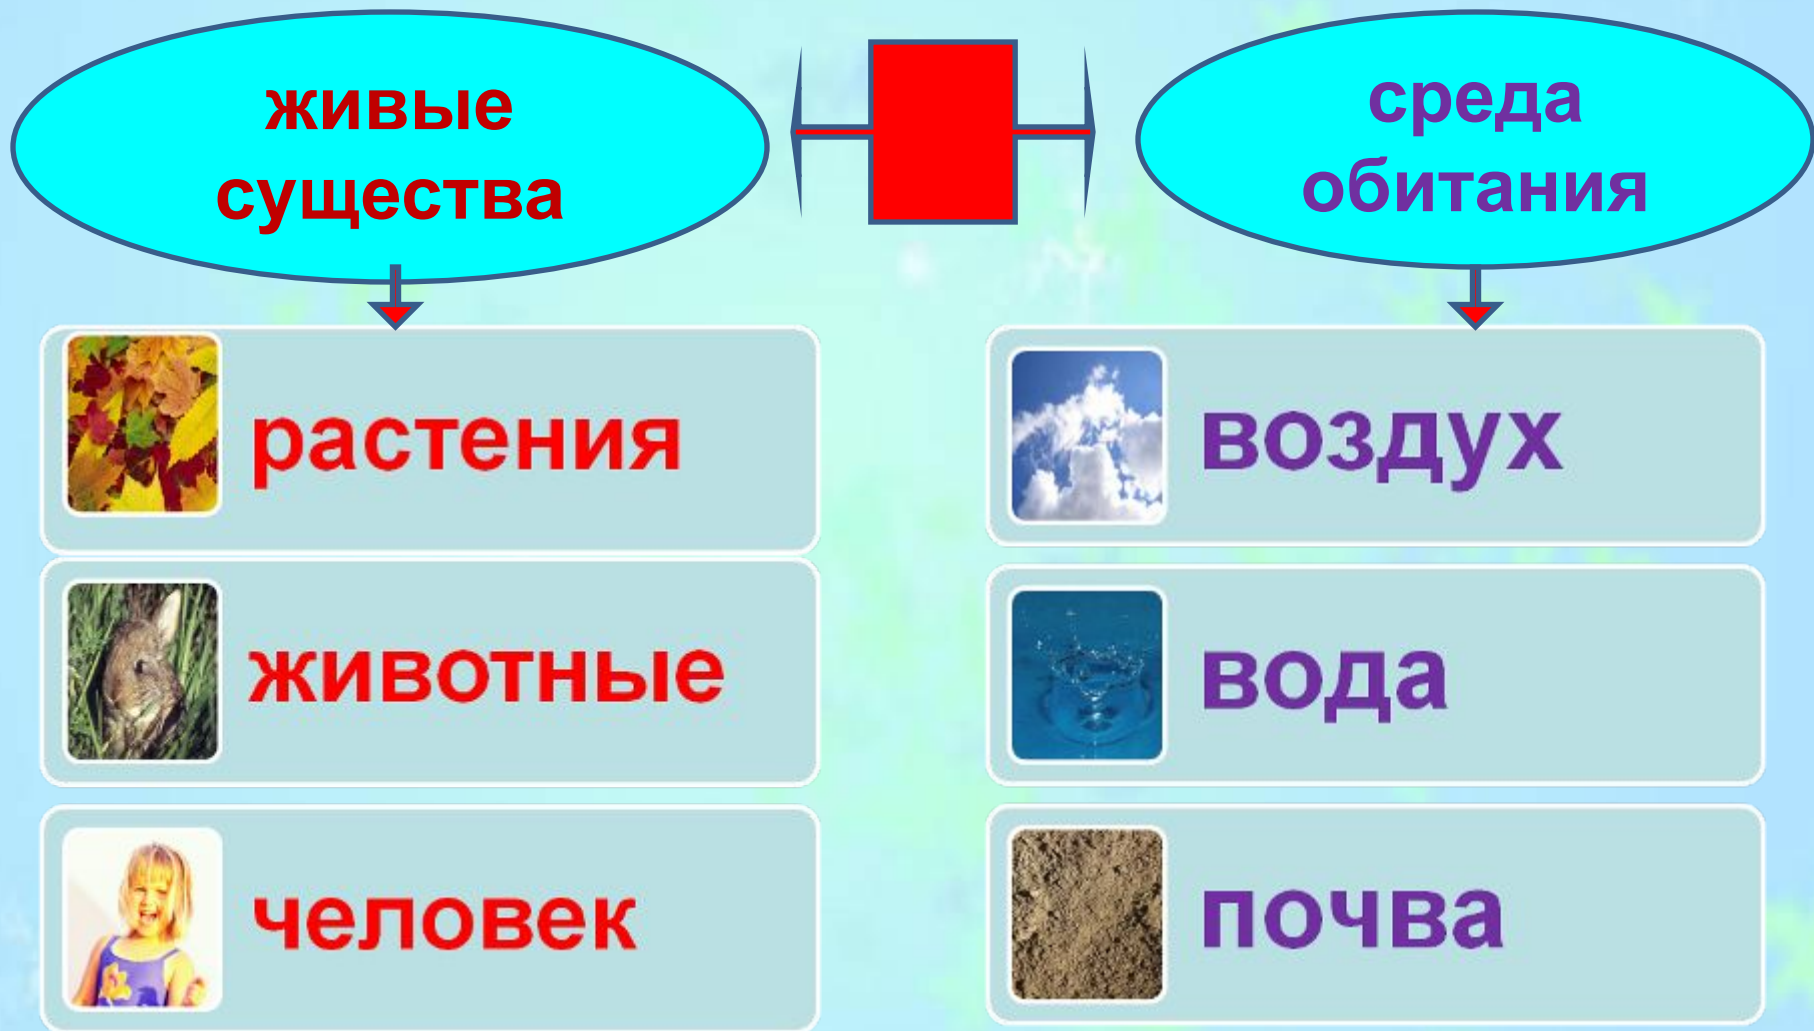 живые
существа
среда
обитания
растения
животные
человек
воздух
вода
почва